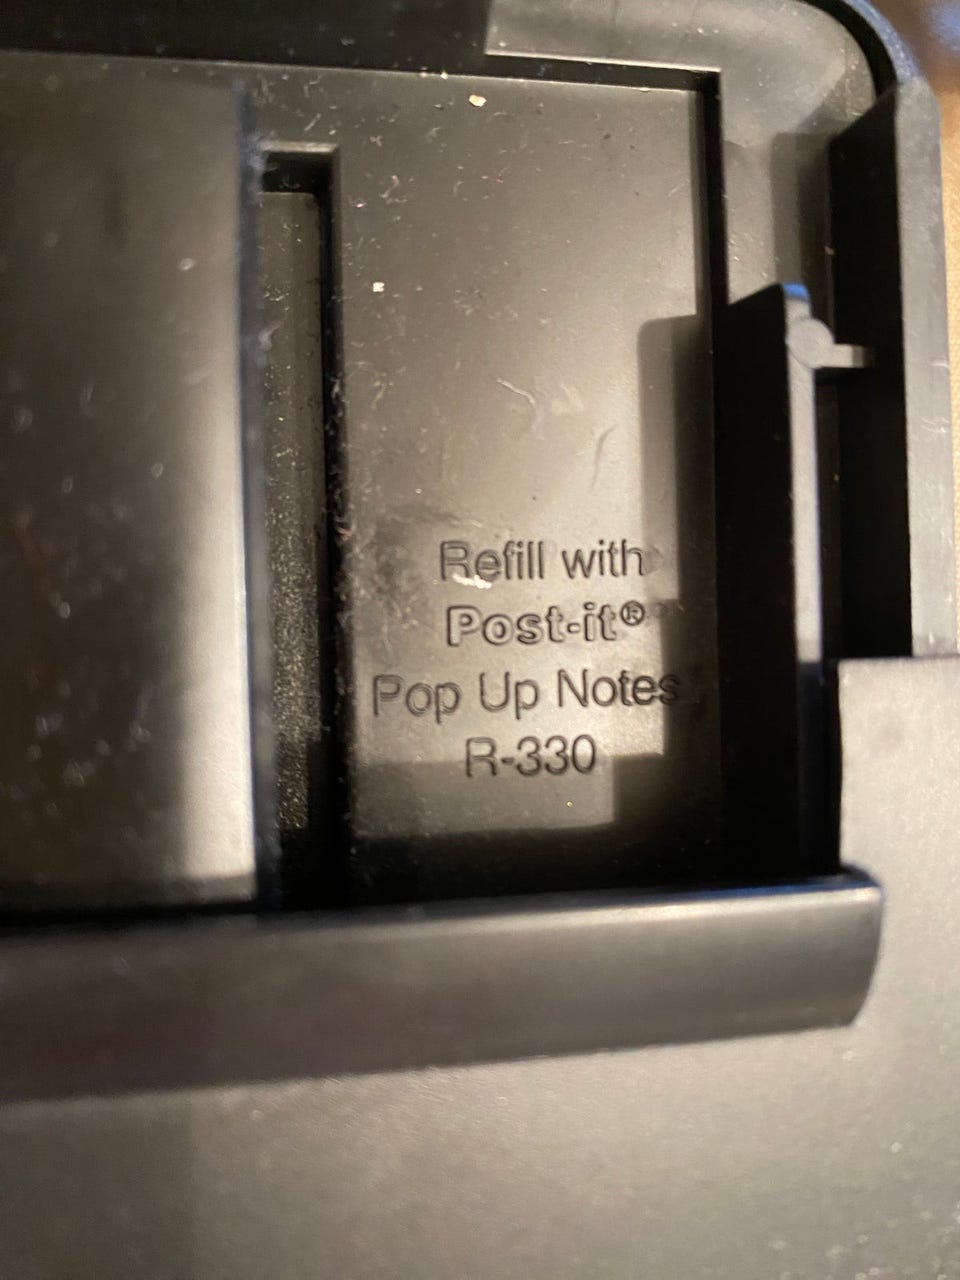 Refill with
Post-it®
Pop Up Notes
R-330